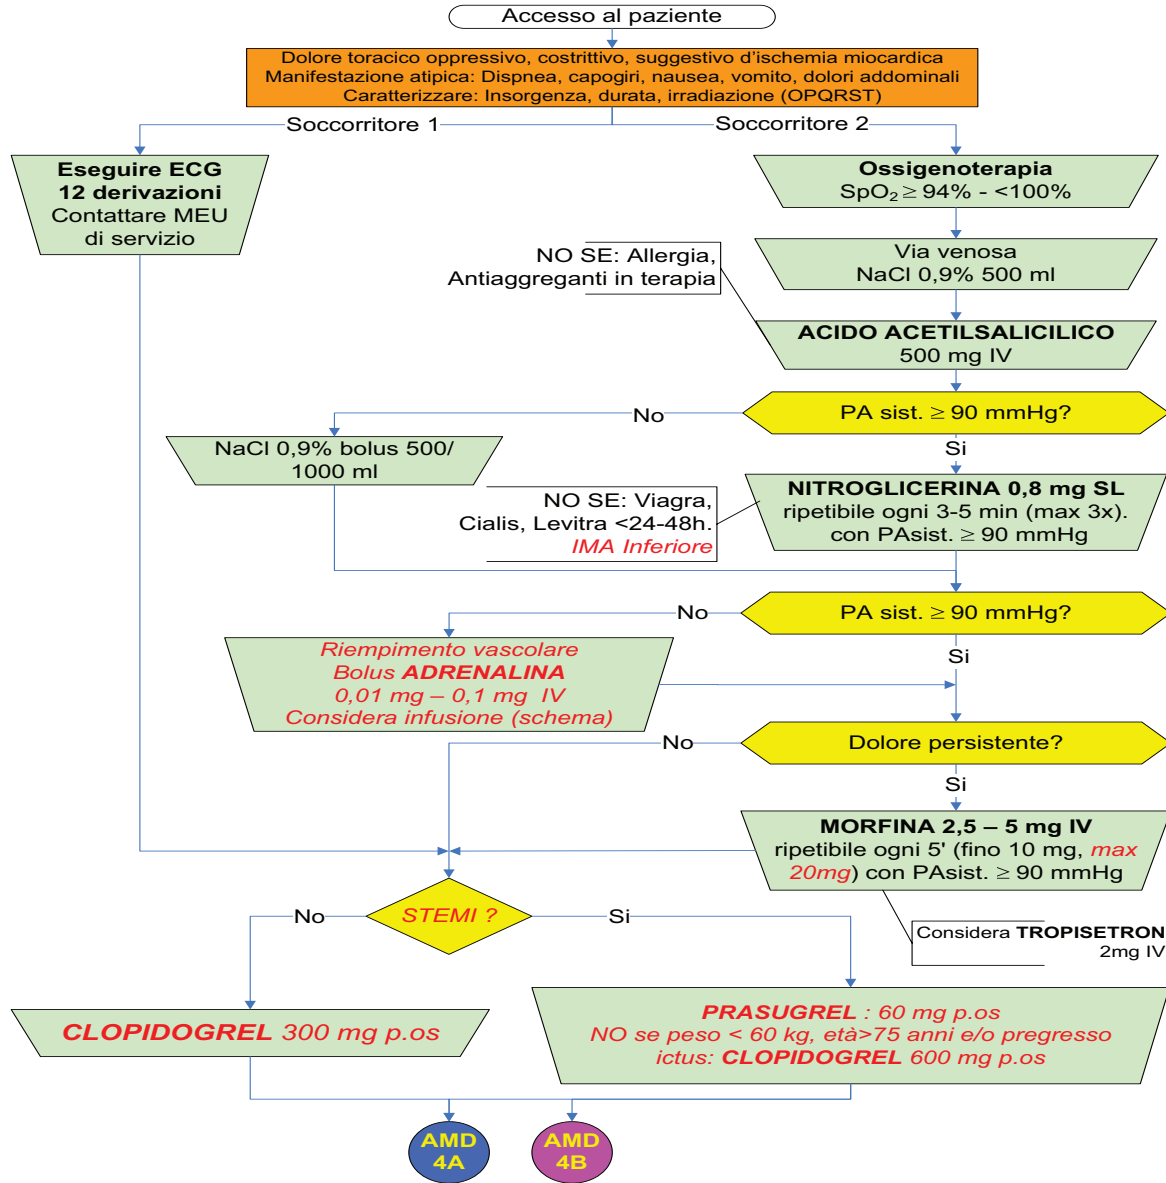 Accesso al paziente
Dolore toracico oppressivo, costrittivo, suggestivo d'ischemia miocardica
Manifestazione atipica: Dispnea, capogiri, nausea, vomito, dolori addominali
Caratterizzare: Insorgenza, durata, irradiazione (OPQRST)
Soccorritore 1
Soccorritore 2
Eseguire ECG
12 derivazioni
Contattare MEU
di servizio
Ossigenoterapia
SpO₂ ≥ 94% - <100%
NO SE: Allergia,
Antiaggreganti in terapia
Via venosa
NaCl 0,9% 500 ml
ACIDO ACETILSALICILICO
500 mg IV
PA sist. ≥ 90 mmHg?
No
Si
NaCl 0,9% bolus 500/
1000 ml
NO SE: Viagra,
Cialis, Levitra <24-48h.
IMA Inferiore
NITROGLICERINA 0,8 mg SL
ripetibile ogni 3-5 min (max 3x).
con PAsist. ≥ 90 mmHg
PA sist. ≥ 90 mmHg?
No
Si
Riempimento vascolare
Bolus ADRENALINA
0,01 mg – 0,1 mg IV
Considera infusione (schema)
Dolore persistente?
No
Si
MORFINA 2,5 – 5 mg IV
ripetibile ogni 5' (fino 10 mg, max
20mg) con PAsist. ≥ 90 mmHg
Considera TROPISETRON
2mg IV
STEMI ?
No
Si
CLOPIDOGREL 300 mg p.os
PRASUGREL : 60 mg p.os
NO se peso < 60 kg, età>75 anni e/o pregresso
ictus: CLOPIDOGREL 600 mg p.os
AMD
4A
AMD
4B